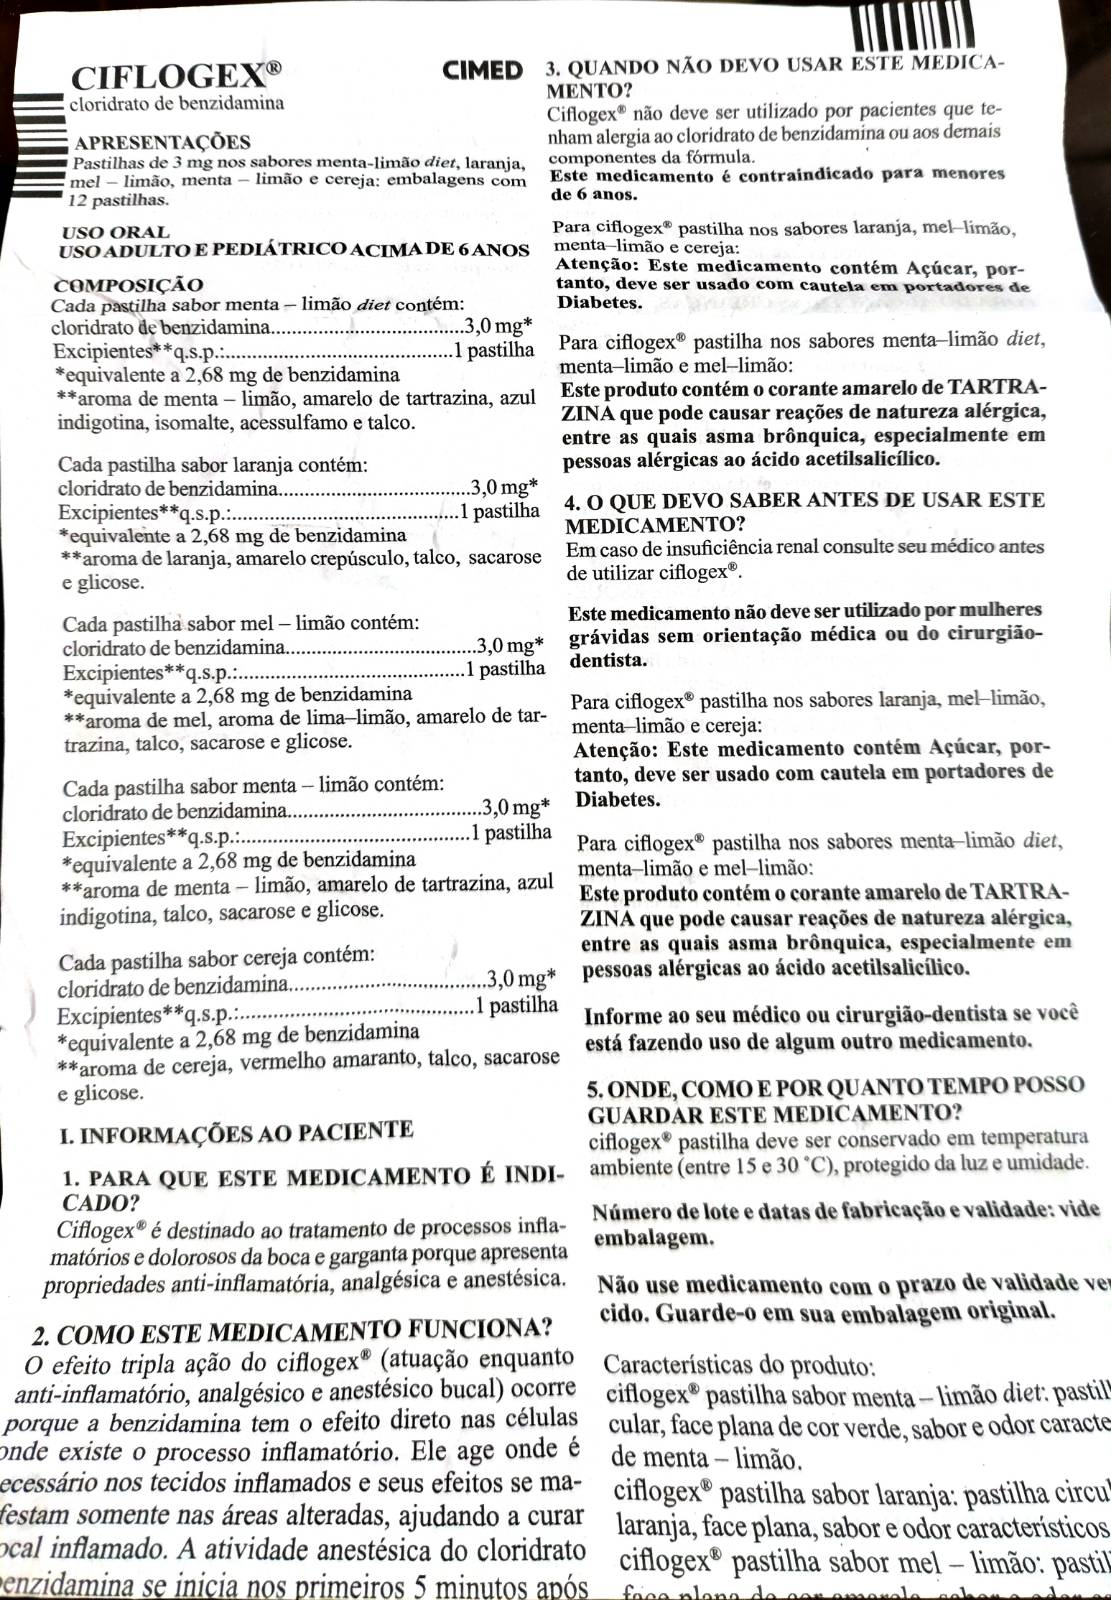 CIFLOGEX®
cloridrato de benzidamina
CIMED
APRESENTAÇÕES
Pastilhas de 3 mg nos sabores menta-limão diet, laranja,
mel – limão, menta – limão e cereja: embalagens com
12 pastilhas.
USO ORAL
USO ADULTO E PEDIÁTRICO ACIMA DE 6 ANOS
COMPOSIÇÃO
Cada pastilha sabor menta – limão diet contém:
cloridrato de benzidamina..........................................3,0 mg*
Excipientes**q.s.p.:.................................................1 pastilha
*equivalente a 2,68 mg de benzidamina
**aroma de menta – limão, amarelo de tartrazina, azul
indigotina, isomalte, acessulfamo e talco.
Cada pastilha sabor laranja contém:
cloridrato de benzidamina..........................................3,0 mg*
Excipientes**q.s.p.:.................................................1 pastilha
*equivalente a 2,68 mg de benzidamina
**aroma de laranja, amarelo crepúsculo, talco, sacarose
e glicose.
Cada pastilha sabor mel – limão contém:
cloridrato de benzidamina..........................................3,0 mg*
Excipientes**q.s.p.:.................................................1 pastilha
*equivalente a 2,68 mg de benzidamina
**aroma de mel, aroma de lima–limão, amarelo de tar-
trazina, talco, sacarose e glicose.
Cada pastilha sabor menta – limão contém:
cloridrato de benzidamina..........................................3,0 mg*
Excipientes**q.s.p.:.................................................1 pastilha
*equivalente a 2,68 mg de benzidamina
**aroma de menta – limão, amarelo de tartrazina, azul
indigotina, talco, sacarose e glicose.
Cada pastilha sabor cereja contém:
cloridrato de benzidamina..........................................3,0 mg*
Excipientes**q.s.p.:.................................................1 pastilha
*equivalente a 2,68 mg de benzidamina
**aroma de cereja, vermelho amaranto, talco, sacarose
e glicose.
I. INFORMAÇÕES AO PACIENTE
1. PARA QUE ESTE MEDICAMENTO É INDI-
CADO?
Ciflogex® é destinado ao tratamento de processos infla-
matórios e dolorosos da boca e garganta porque apresenta
propriedades anti-inflamatória, analgésica e anestésica.
2. COMO ESTE MEDICAMENTO FUNCIONA?
O efeito tripla ação do ciflogex® (atuação enquanto
anti-inflamatório, analgésico e anestésico bucal) ocorre
porque a benzidamina tem o efeito direto nas células
onde existe o processo inflamatório. Ele age onde é
ecessário nos tecidos inflamados e seus efeitos se ma-
festam somente nas áreas alteradas, ajudando a curar
ocal inflamado. A atividade anestésica do cloridrato
benzidamina se inicia nos primeiros 5 minutos após
3. QUANDO NÃO DEVO USAR ESTE MEDICA-
MENTO?
Ciflogex® não deve ser utilizado por pacientes que te-
nham alergia ao cloridrato de benzidamina ou aos demais
componentes da fórmula.
Este medicamento é contraindicado para menores
de 6 anos.
Para ciflogex® pastilha nos sabores laranja, mel–limão,
menta–limão e cereja:
Atenção: Este medicamento contém Açúcar, por-
tanto, deve ser usado com cautela em portadores de
Diabetes.
Para ciflogex® pastilha nos sabores menta–limão diet,
menta–limão e mel–limão:
Este produto contém o corante amarelo de TARTRA-
ZINA que pode causar reações de natureza alérgica,
entre as quais asma brônquica, especialmente em
pessoas alérgicas ao ácido acetilsalicílico.
4. O QUE DEVO SABER ANTES DE USAR ESTE
MEDICAMENTO?
Em caso de insuficiência renal consulte seu médico antes
de utilizar ciflogex®.
Este medicamento não deve ser utilizado por mulheres
grávidas sem orientação médica ou do cirurgião-
dentista.
Para ciflogex® pastilha nos sabores laranja, mel–limão,
menta–limão e cereja:
Atenção: Este medicamento contém Açúcar, por-
tanto, deve ser usado com cautela em portadores de
Diabetes.
Para ciflogex® pastilha nos sabores menta–limão diet,
menta–limão e mel–limão:
Este produto contém o corante amarelo de TARTRA-
ZINA que pode causar reações de natureza alérgica,
entre as quais asma brônquica, especialmente em
pessoas alérgicas ao ácido acetilsalicílico.
Informe ao seu médico ou cirurgião-dentista se você
está fazendo uso de algum outro medicamento.
5. ONDE, COMO E POR QUANTO TEMPO POSSO
GUARDAR ESTE MEDICAMENTO?
ciflogex® pastilha deve ser conservado em temperatura
ambiente (entre 15 e 30 °C), protegido da luz e umidade.
Número de lote e datas de fabricação e validade: vide
embalagem.
Não use medicamento com o prazo de validade ve
cido. Guarde-o em sua embalagem original.
Características do produto:
ciflogex® pastilha sabor menta – limão diet: pastil
cular, face plana de cor verde, sabor e odor caracte
de menta – limão.
ciflogex® pastilha sabor laranja: pastilha circul
laranja, face plana, sabor e odor característicos
ciflogex® pastilha sabor mel – limão: pastil